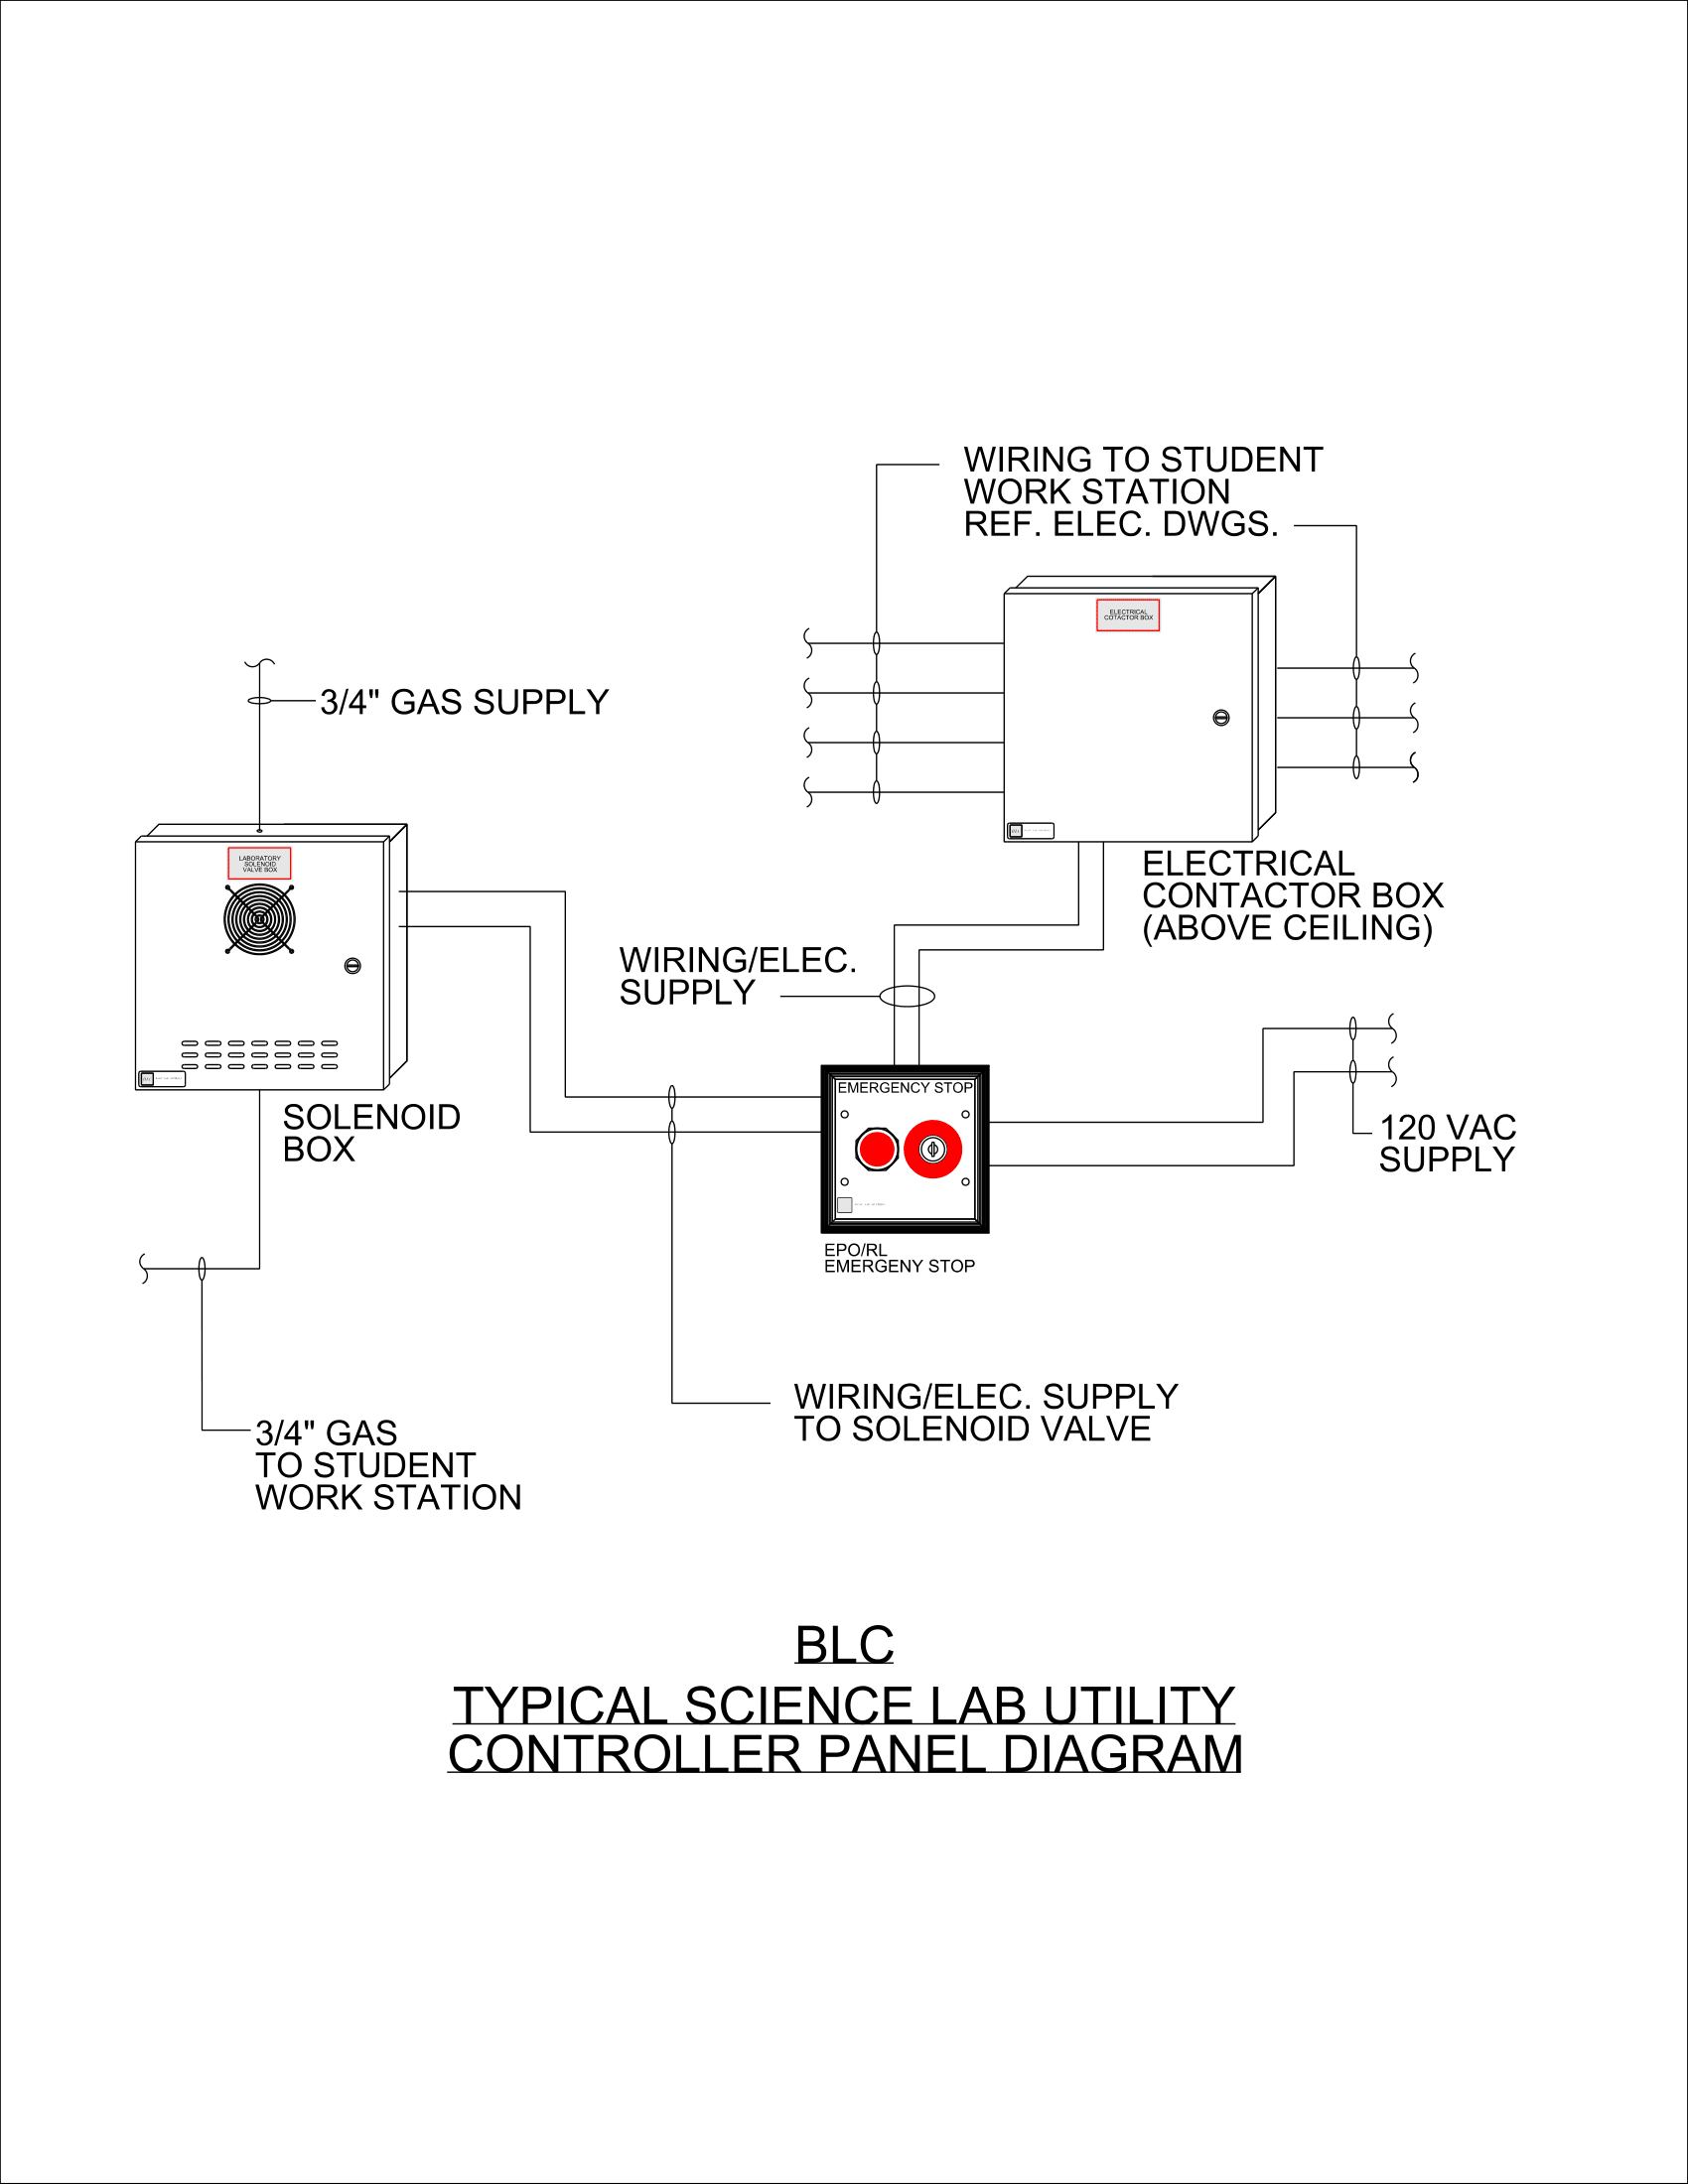 WIRING TO STUDENT
WORK STATION
REF. ELEC. DWGS.
ELECTRICAL
COTACTOR BOX
3/4" GAS SUPPLY
LABORATORY
SOLENOID
VALVE BOX
ELECTRICAL
CONTACTOR BOX
(ABOVE CEILING)
WIRING/ELEC.
SUPPLY
EMERGENCY STOP
SOLENOID
BOX
120 VAC
SUPPLY
EPO/RL
EMERGENY STOP
WIRING/ELEC. SUPPLY
TO SOLENOID VALVE
3/4" GAS
TO STUDENT
WORK STATION
BLC
TYPICAL SCIENCE LAB UTILITY
CONTROLLER PANEL DIAGRAM